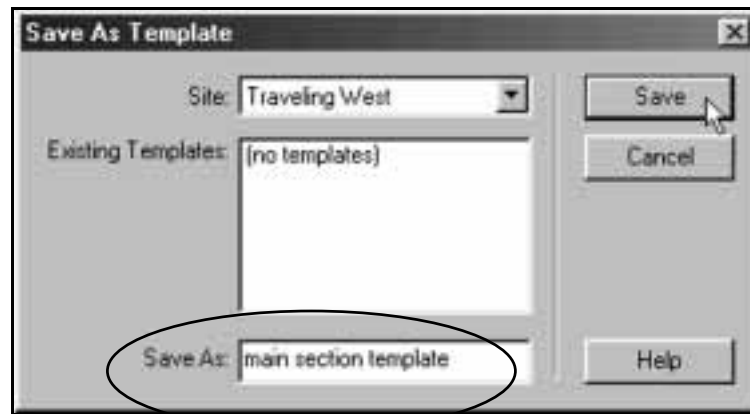 Save As Template
Site: Traveling West
Save
Existing Templates: (no templates)
Cancel
Save As: main section template
Help